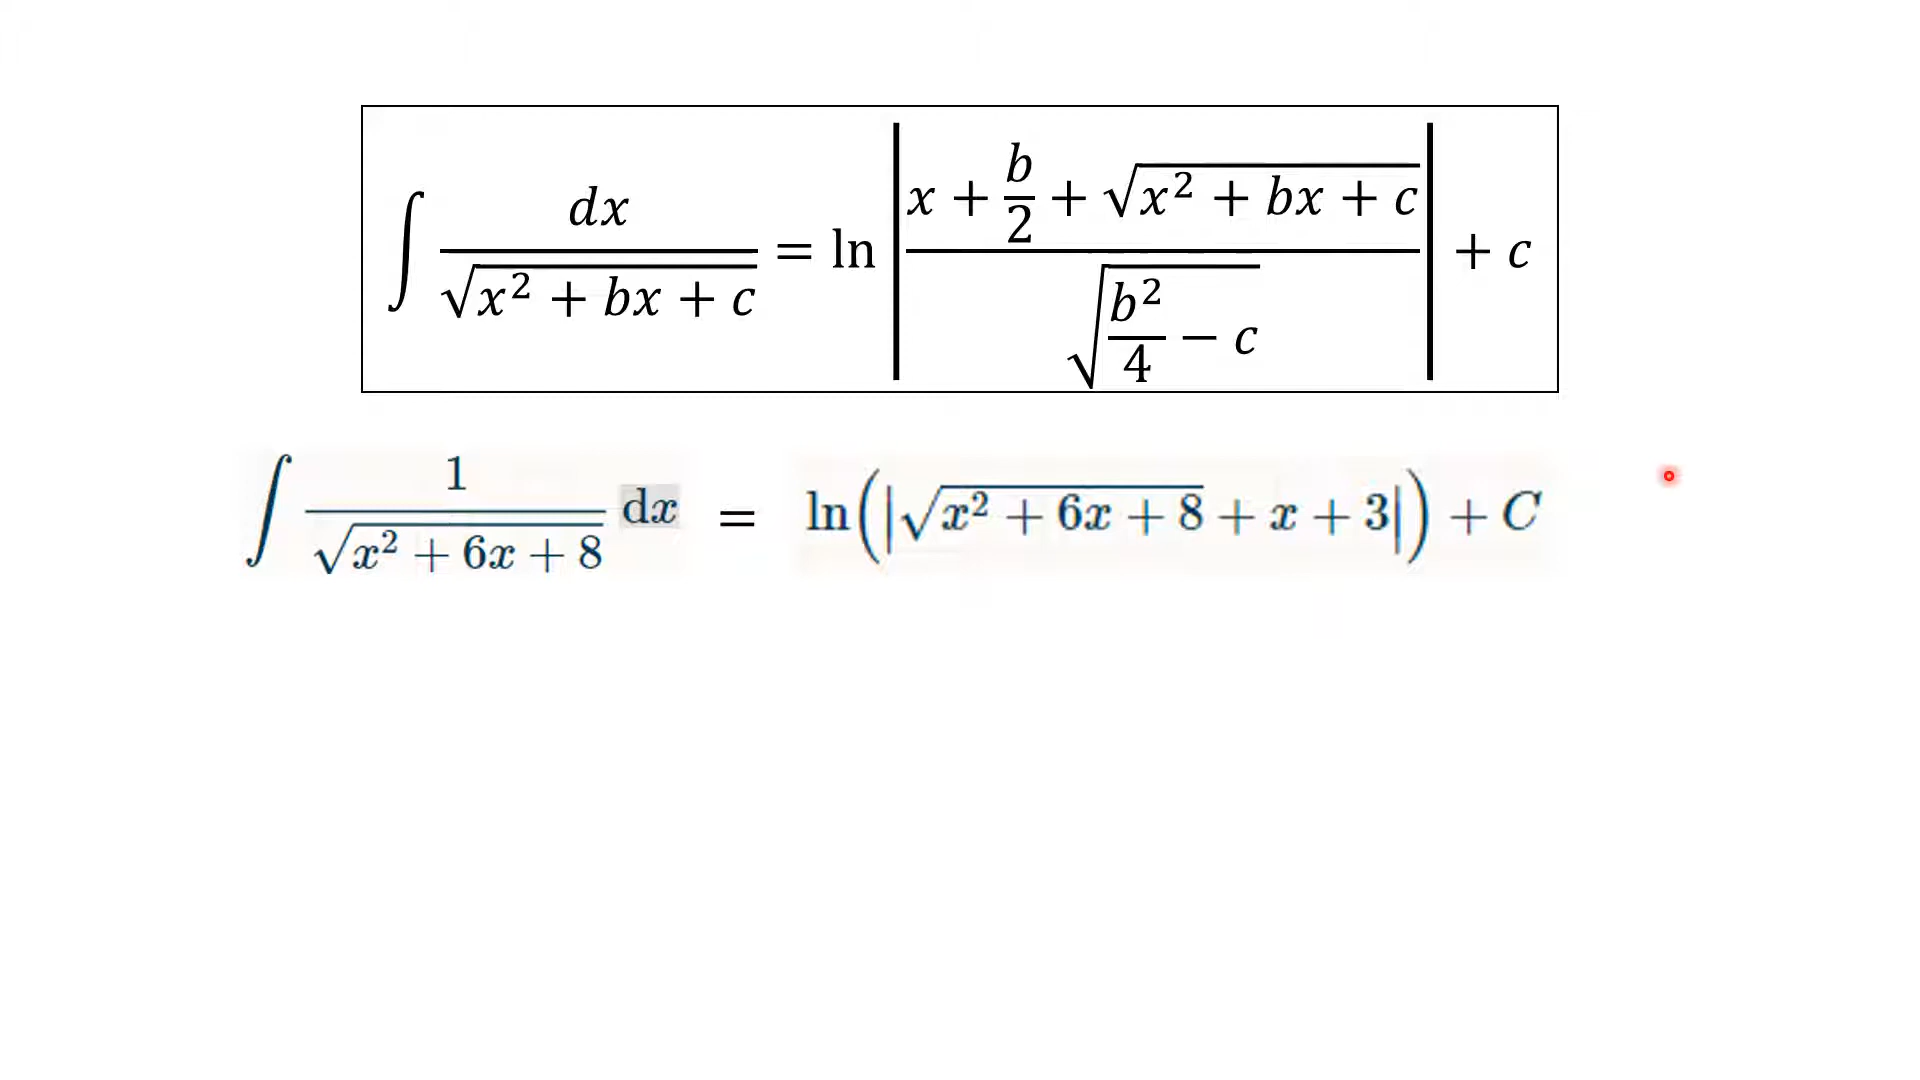 ∫ dx / √(x² + bx + c) = ln | (x + b/2 + √(x² + bx + c)) / √(b²/4 − c) | + c
∫ 1 / √(x² + 6x + 8) dx = ln(|√(x² + 6x + 8) + x + 3|) + C